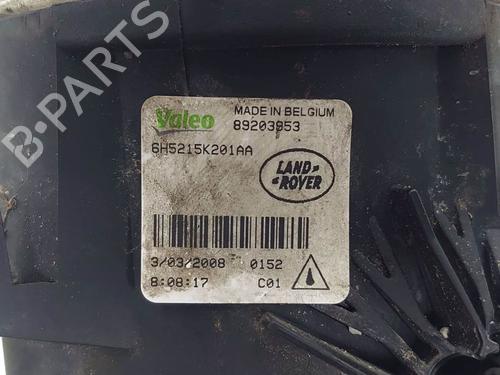 Valeo
MADE IN BELGIUM
89203953
6H5215K201AA
LAND-
-ROVER
3/03/2008 0152
8:08:17 C01
B-PARTS